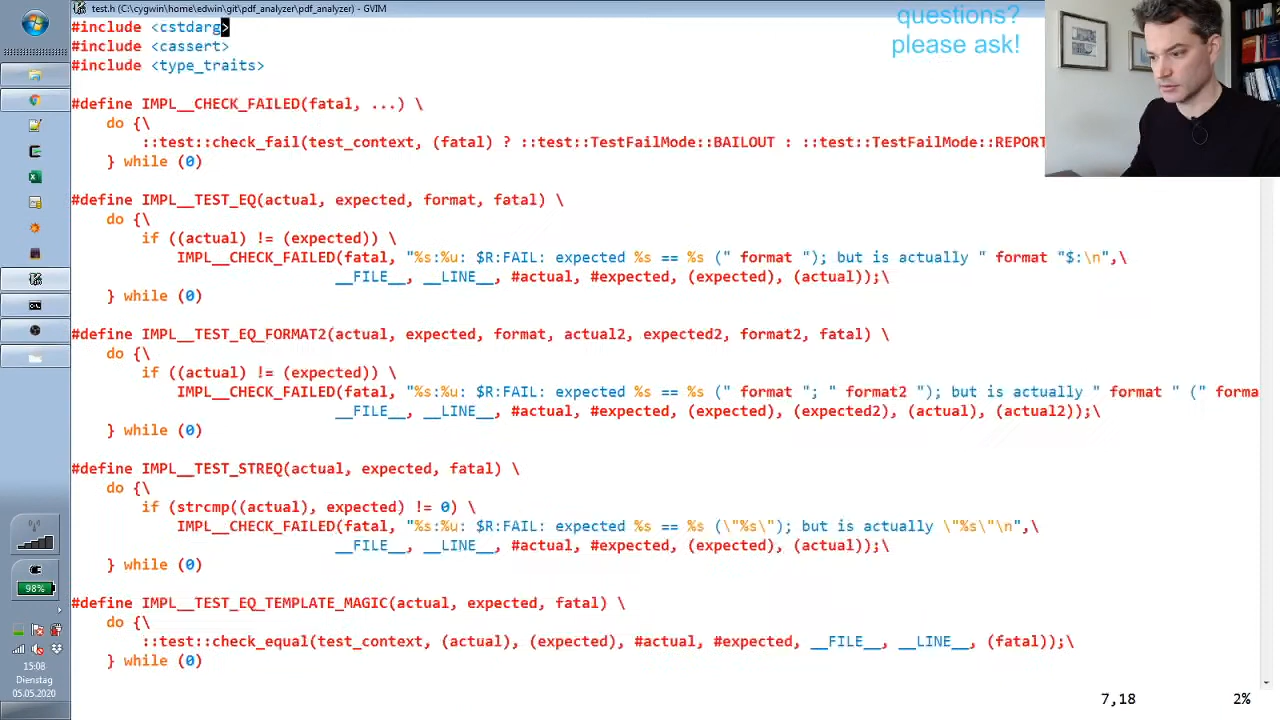 test.h (C:\cygwin\home\edwin\git\pdf_analyzer\pdf_analyzer) - GVIM
questions?
please ask!
#include <cstdarg>
#include <cassert>
#include <type_traits>
#define IMPL__CHECK_FAILED(fatal, ...) \
do {\
::test::check_fail(test_context, (fatal) ? ::test::TestFailMode::BAILOUT : ::test::TestFailMode::REPORT
} while (0)
#define IMPL__TEST_EQ(actual, expected, format, fatal) \
do {\
if ((actual) != (expected)) \
IMPL__CHECK_FAILED(fatal, "%s:%u: $R:FAIL: expected %s == %s (" format "); but is actually " format "$:\n",\
__FILE__, __LINE__, #actual, #expected, (expected), (actual));\
} while (0)
#define IMPL__TEST_EQ_FORMAT2(actual, expected, format, actual2, expected2, format2, fatal) \
do {\
if ((actual) != (expected)) \
IMPL__CHECK_FAILED(fatal, "%s:%u: $R:FAIL: expected %s == %s (" format "; " format2 "); but is actually " format " (" forma
__FILE__, __LINE__, #actual, #expected, (expected), (expected2), (actual), (actual2));\
} while (0)
#define IMPL__TEST_STREQ(actual, expected, fatal) \
do {\
if (strcmp((actual), expected) != 0) \
IMPL__CHECK_FAILED(fatal, "%s:%u: $R:FAIL: expected %s == %s (\"%s\"); but is actually \"%s\"\n",\
__FILE__, __LINE__, #actual, #expected, (expected), (actual));\
} while (0)
#define IMPL__TEST_EQ_TEMPLATE_MAGIC(actual, expected, fatal) \
do {\
::test::check_equal(test_context, (actual), (expected), #actual, #expected, __FILE__, __LINE__, (fatal));\
} while (0)
7,18 2%
98%
15:08
Dienstag
05.05.2020